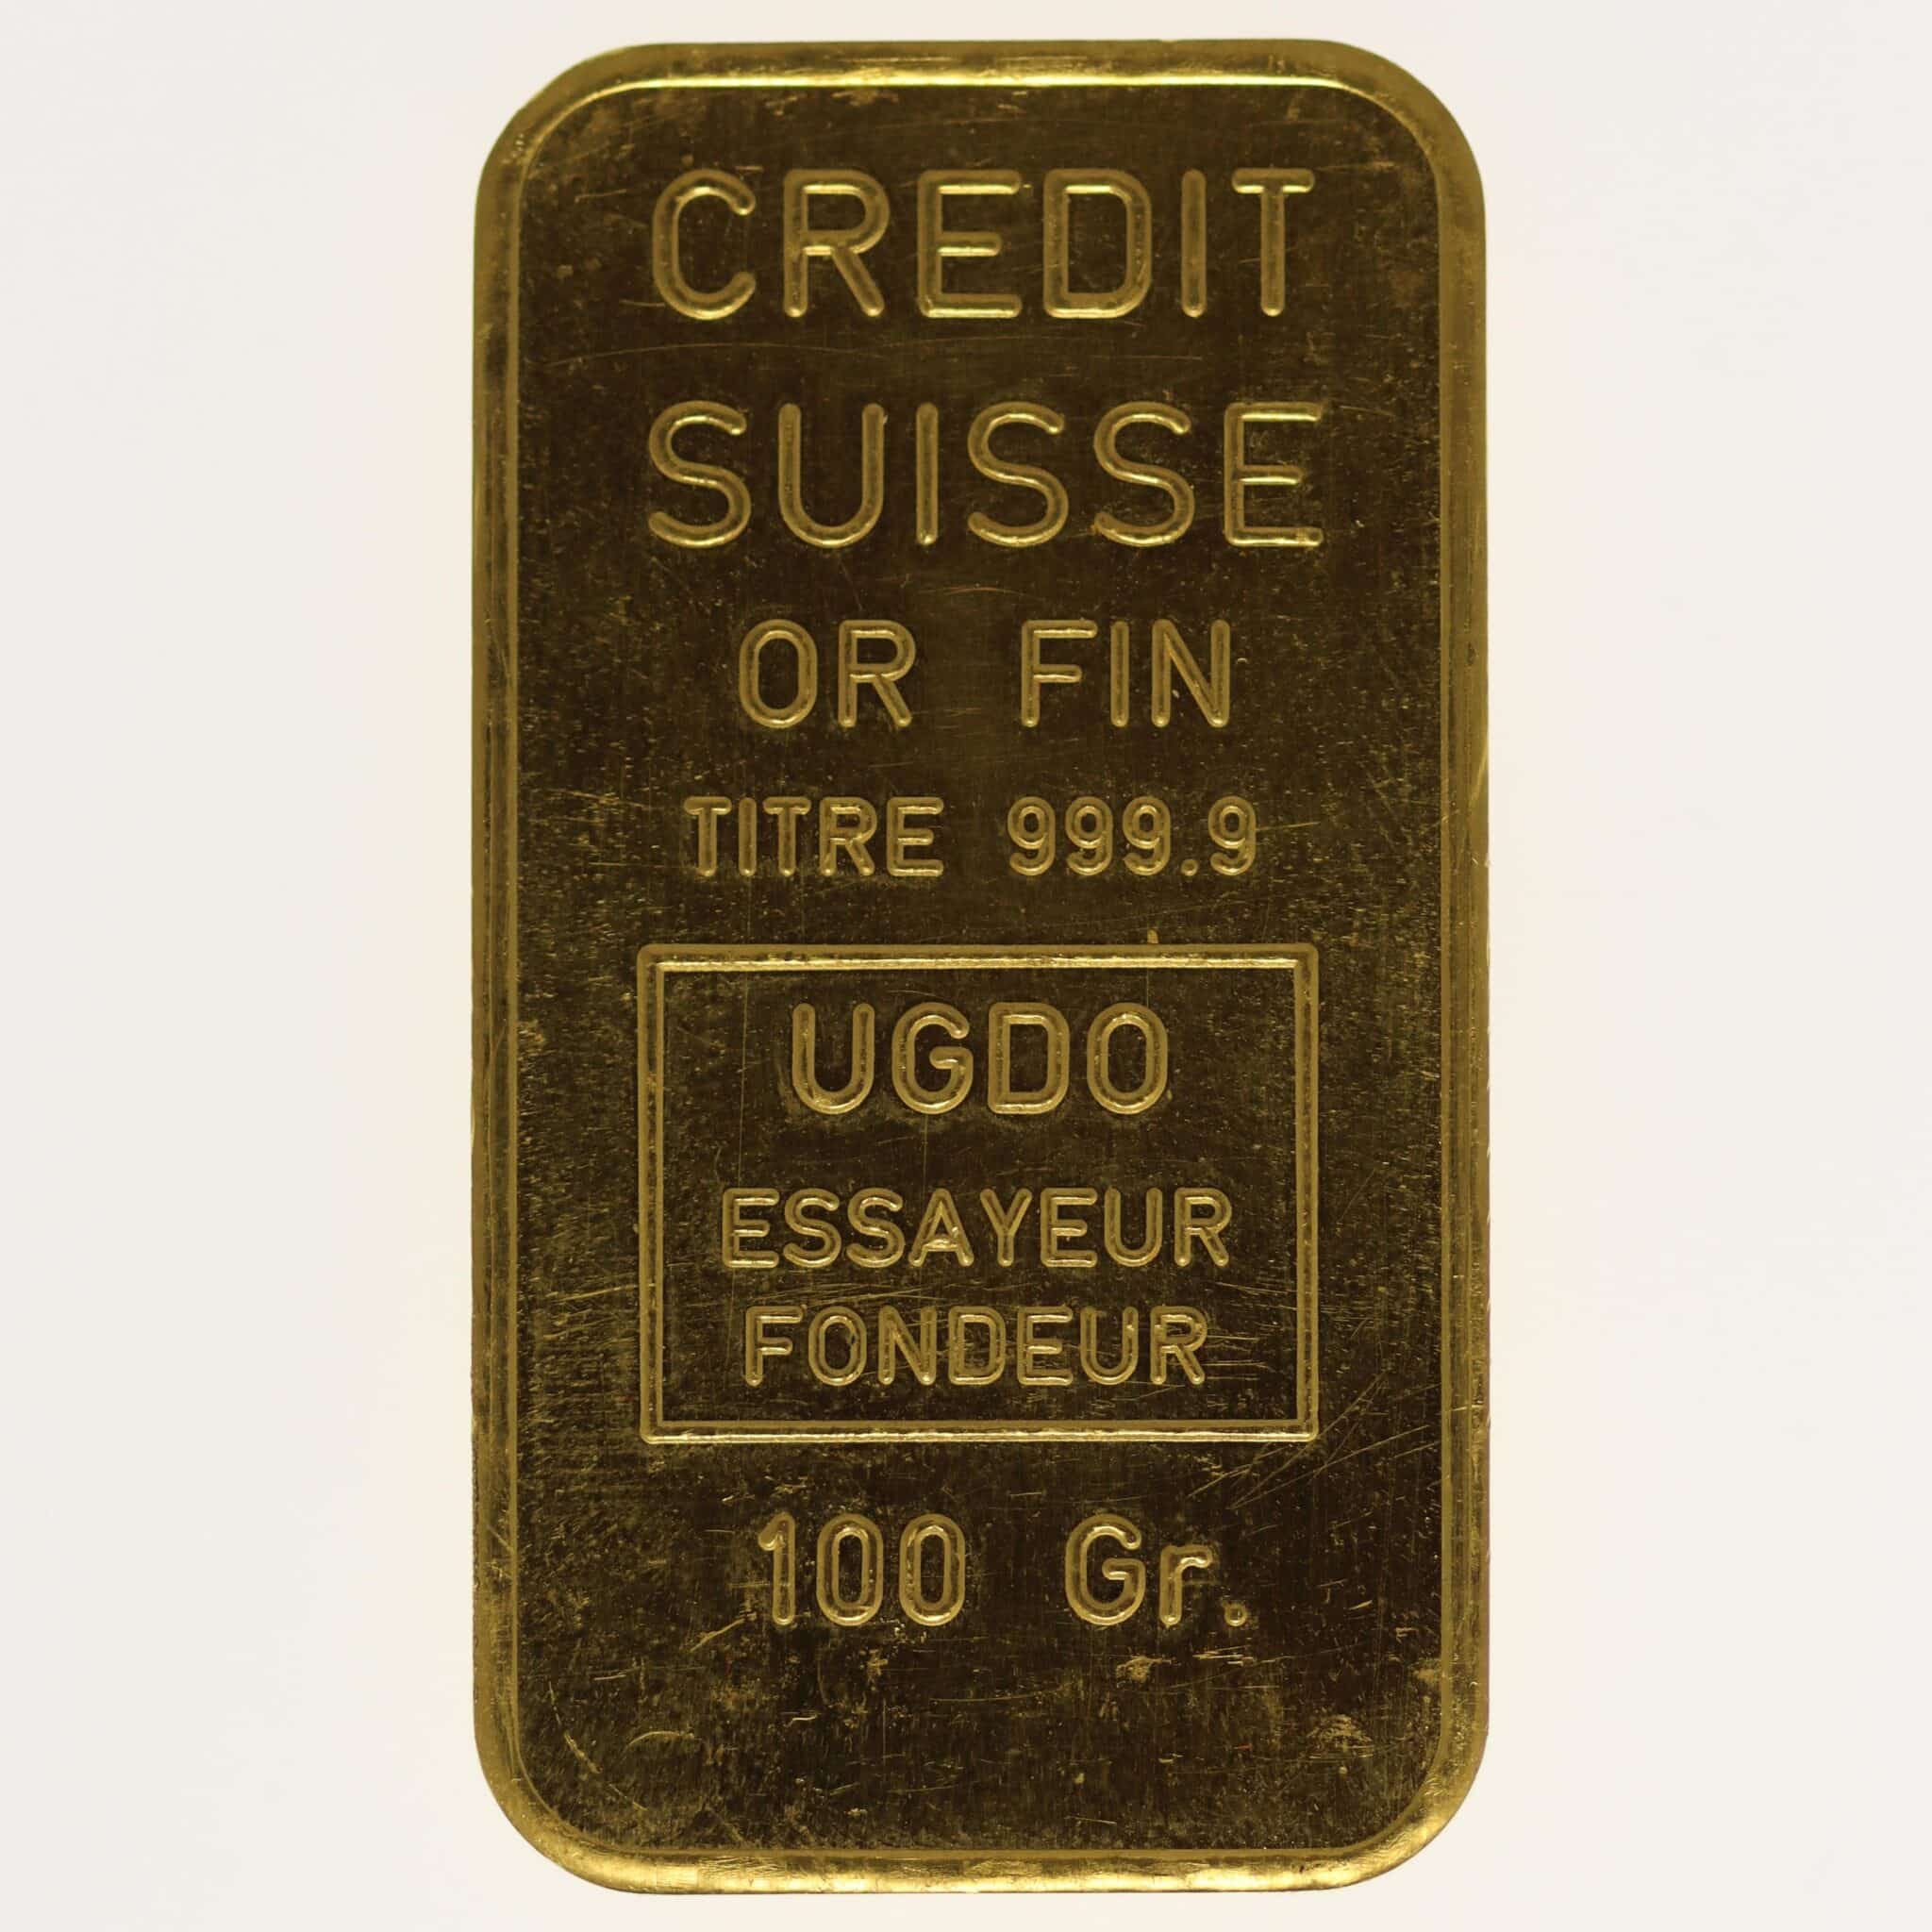 CREDIT
SUISSE
OR FIN
TITRE 999.9
UGDO
ESSAYEUR
FONDEUR
100 Gr.